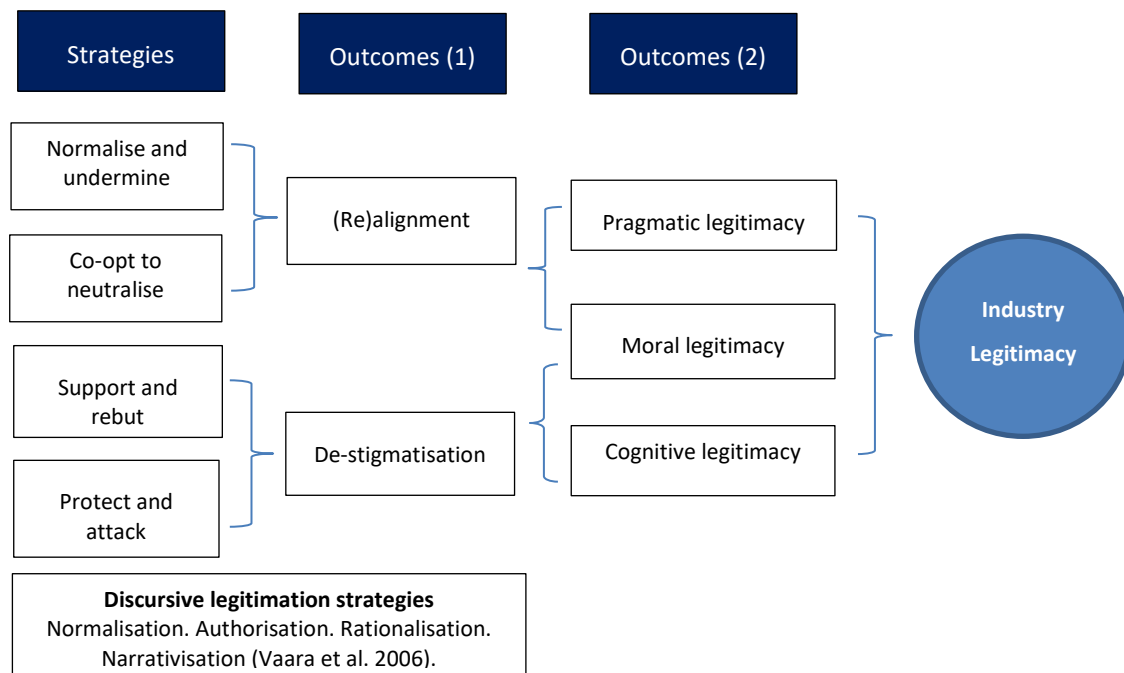 Strategies
Outcomes (1)
Outcomes (2)
Normalise and
undermine
Co-opt to
neutralise
Support and
rebut
Protect and
attack
(Re)alignment
De-stigmatisation
Pragmatic legitimacy
Moral legitimacy
Cognitive legitimacy
Industry
Legitimacy
Discursive legitimation strategies
Normalisation. Authorisation. Rationalisation.
Narrativisation (Vaara et al. 2006).